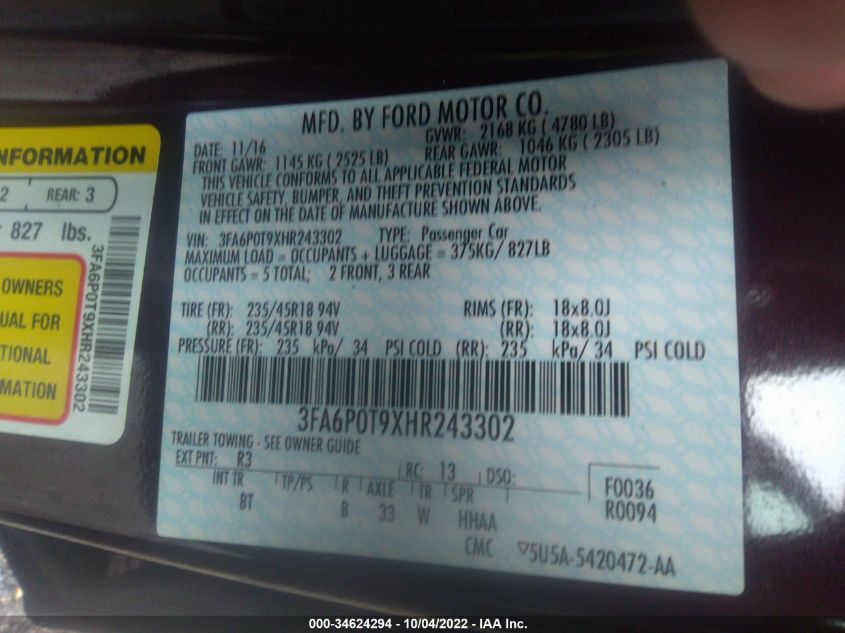 NFORMATION
2 REAR: 3
827 lbs.
OWNERS
UAL FOR
TIONAL
MATION
3FA6P0T9XHR243302
MFD. BY FORD MOTOR CO.
DATE: 11/16 GVWR: 2168 KG ( 4780 LB)
FRONT GAWR: 1145 KG ( 2525 LB) REAR GAWR: 1046 KG ( 2305 LB)
THIS VEHICLE CONFORMS TO ALL APPLICABLE FEDERAL MOTOR
VEHICLE SAFETY, BUMPER, AND THEFT PREVENTION STANDARDS
IN EFFECT ON THE DATE OF MANUFACTURE SHOWN ABOVE.
VIN: 3FA6P0T9XHR243302 TYPE: Passenger Car
MAXIMUM LOAD = OCCUPANTS + LUGGAGE = 375KG/ 827LB
OCCUPANTS = 5 TOTAL; 2 FRONT, 3 REAR
TIRE (FR): 235/45R18 94V RIMS (FR): 18x8.0J
(RR): 235/45R18 94V (RR): 18x8.0J
PRESSURE (FR): 235 kPa/ 34 PSI COLD (RR): 235 kPa/ 34 PSI COLD
3FA6P0T9XHR243302
TRAILER TOWING - SEE OWNER GUIDE
EXT PNT: R3 RC: 13 DSO:
INT TR TP/PS R AXLE TR SPR
BT B 33 W HHAA
F0036
R0094
CMC 5U5A-5420472-AA
000-34624294 - 10/04/2022 - IAA Inc.